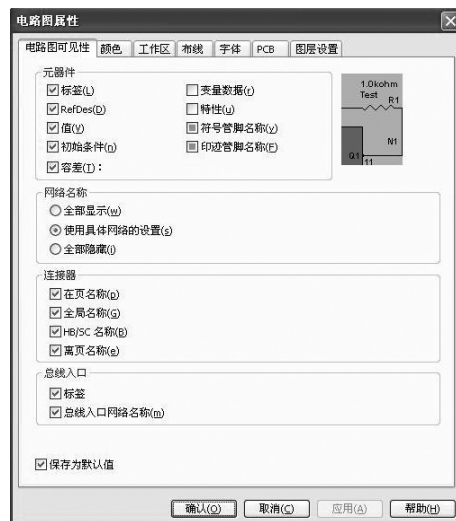 电路图属性
电路图可见性 颜色 工作区 布线 字体 PCB 图层设置
元器件
标签(L) 变量数据(r)
RefDes(D) 特性(u)
值(V) 符号管脚名称(y)
初始条件(n) 印迹管脚名称(F)
容差(T):
1.0kohm
Test R1
N1
Q1
11
网络名称
全部显示(w)
使用具体网络的设置(s)
全部隐藏(i)
连接器
在页名称(p)
全局名称(G)
HB/SC 名称(B)
离页名称(e)
总线入口
标签
总线入口网络名称(m)
保存为默认值
确认(O) 取消(C) 应用(A) 帮助(H)